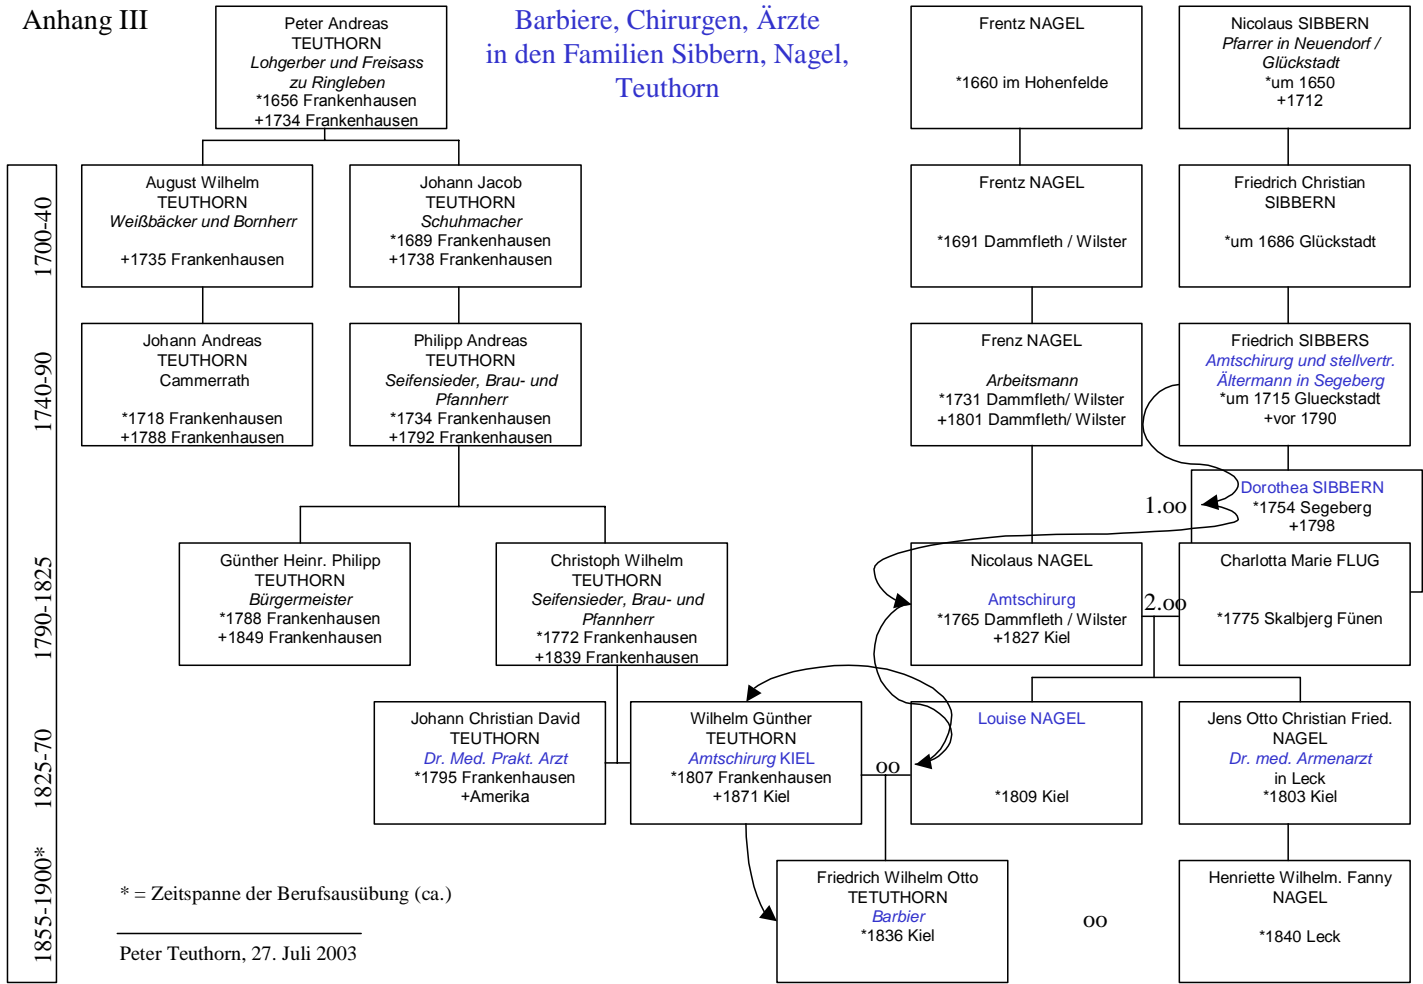 Anhang III
Barbiere, Chirurgen, Ärzte
in den Familien Sibbern, Nagel,
Teuthorn
Peter Andreas
TEUTHORN
Lohgerber und Freisass
zu Ringleben
*1656 Frankenhausen
+1734 Frankenhausen
Frentz NAGEL
*1660 im Hohenfelde
Nicolaus SIBBERN
Pfarrer in Neuendorf /
Glückstadt
*um 1650
+1712
1700-40
August Wilhelm
TEUTHORN
Weißbäcker und Bornherr
+1735 Frankenhausen
Johann Jacob
TEUTHORN
Schuhmacher
*1689 Frankenhausen
+1738 Frankenhausen
Frentz NAGEL
*1691 Dammfleth / Wilster
Friedrich Christian
SIBBERN
*um 1686 Glückstadt
1740-90
Johann Andreas
TEUTHORN
Cammerrath
*1718 Frankenhausen
+1788 Frankenhausen
Philipp Andreas
TEUTHORN
Seifensieder, Brau- und
Pfannherr
*1734 Frankenhausen
+1792 Frankenhausen
Frenz NAGEL
Arbeitsmann
*1731 Dammfleth/ Wilster
+1801 Dammfleth/ Wilster
Friedrich SIBBERS
Amtschirurg und stellvertr.
Ältermann in Segeberg
*um 1715 Glueckstadt
+vor 1790
1.oo
Dorothea SIBBERN
*1754 Segeberg
+1798
1790-1825
Günther Heinr. Philipp
TEUTHORN
Bürgermeister
*1788 Frankenhausen
+1849 Frankenhausen
Christoph Wilhelm
TEUTHORN
Seifensieder, Brau- und
Pfannherr
*1772 Frankenhausen
+1839 Frankenhausen
Nicolaus NAGEL
Amtschirurg
*1765 Dammfleth / Wilster
+1827 Kiel
2.oo
Charlotta Marie FLUG
*1775 Skalbjerg Fünen
1825-70
Johann Christian David
TEUTHORN
Dr. Med. Prakt. Arzt
*1795 Frankenhausen
+Amerika
Wilhelm Günther
TEUTHORN
Amtschirurg KIEL
*1807 Frankenhausen
+1871 Kiel
oo
Louise NAGEL
*1809 Kiel
Jens Otto Christian Fried.
NAGEL
Dr. med. Armenarzt
in Leck
*1803 Kiel
1855-1900*
Friedrich Wilhelm Otto
TETUTHORN
Barbier
*1836 Kiel
oo
Henriette Wilhelm. Fanny
NAGEL
*1840 Leck
* = Zeitspanne der Berufsausübung (ca.)
Peter Teuthorn, 27. Juli 2003